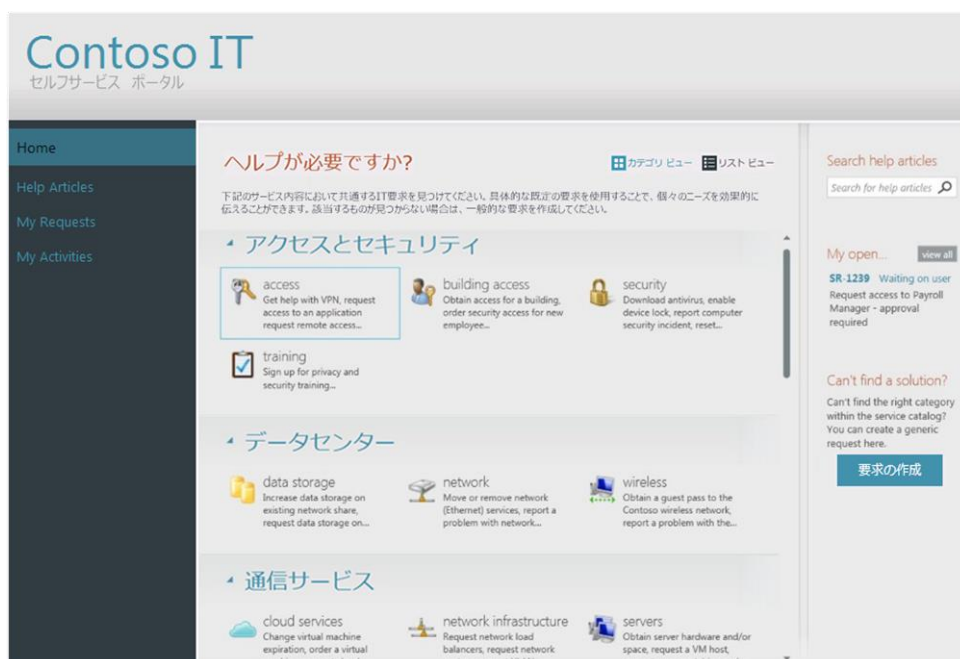 Contoso IT
セルフサービス ポータル
Home
Help Articles
My Requests
My Activities
ヘルプが必要ですか?
カテゴリ ビュー
リスト ビュー
下記のサービス内容において共通するIT要求を見つけてください。具体的な既定の要求を使用することで、個々のニーズを効果的に
伝えることができます。該当するものが見つからない場合は、一般的な要求を作成してください。
アクセスとセキュリティ
access
Get help with VPN, request
access to an application
request remote access...
building access
Obtain access for a building,
order security access for new
employee...
security
Download antivirus, enable
device lock, report computer
security incident, reset...
training
Sign up for privacy and
security training...
データセンター
data storage
Increase data storage on
existing network share,
request data storage on...
network
Move or remove network
(Ethernet) services, report a
problem with network...
wireless
Obtain a guest pass to the
Contoso wireless network,
report a problem with the...
通信サービス
cloud services
Change virtual machine
expiration, order a virtual
network infrastructure
Request network load
balancers, request network
servers
Obtain server hardware and/or
space, request a VM host,
Search help articles
Search for help articles
My open...
view all
SR-1239 Waiting on user
Request access to Payroll
Manager - approval
required
Can't find a solution?
Can't find the right category
within the service catalog?
You can create a generic
request here.
要求の作成